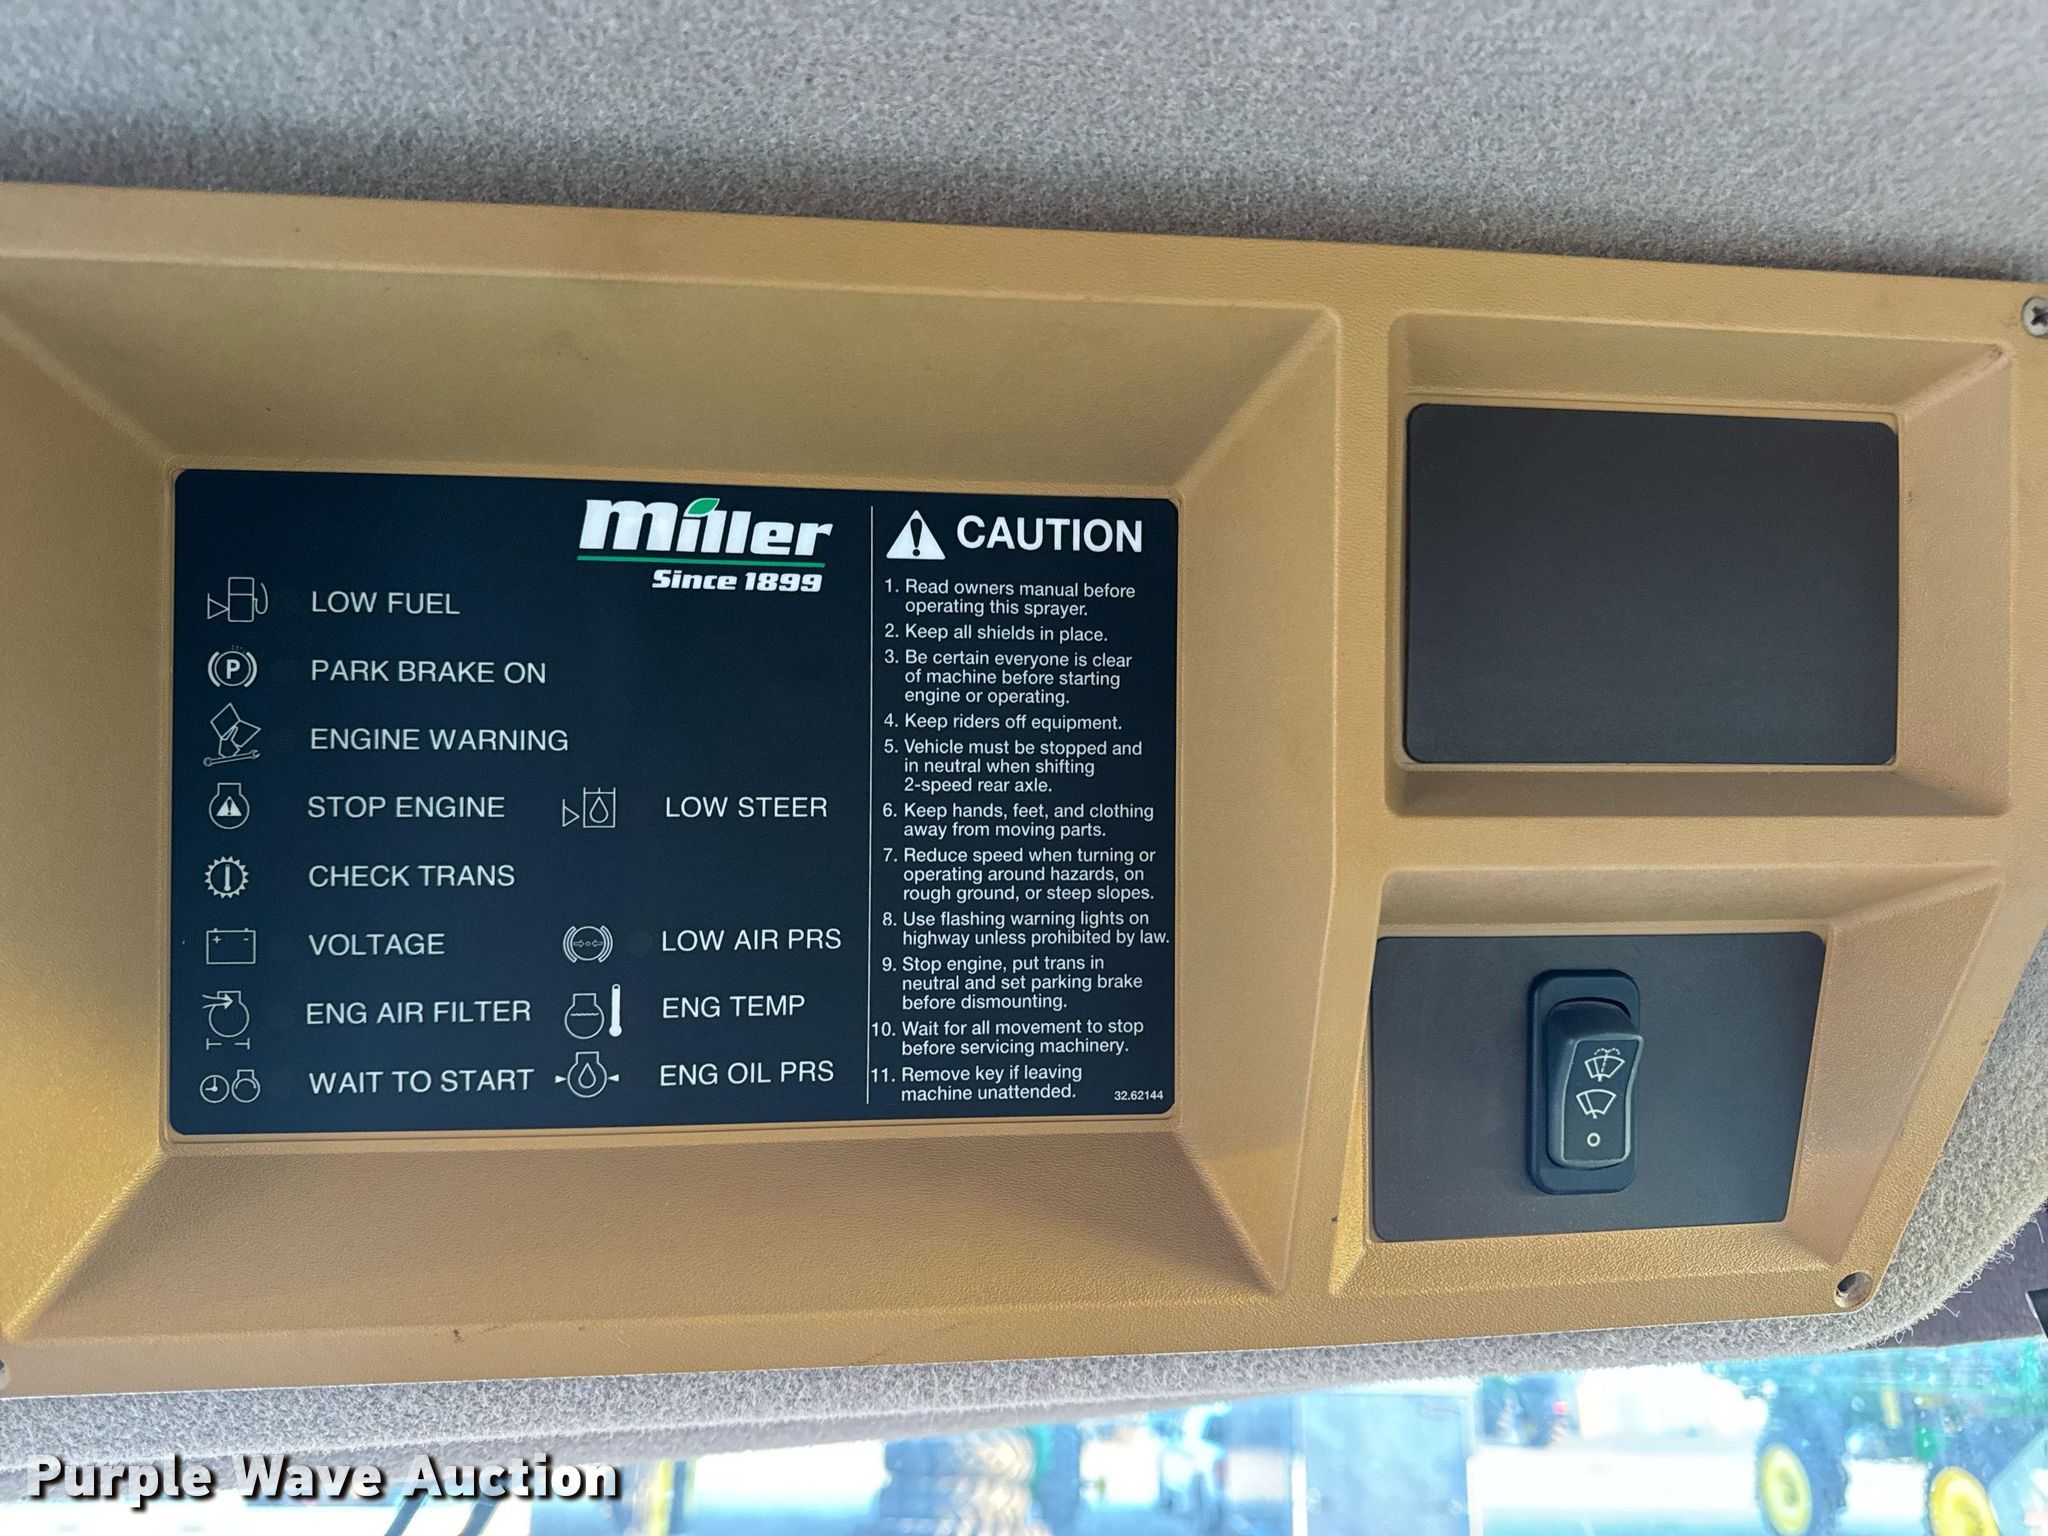 miller
Since 1899
LOW FUEL
P
PARK BRAKE ON
ENGINE WARNING
STOP ENGINE
LOW STEER
CHECK TRANS
VOLTAGE
LOW AIR PRS
ENG AIR FILTER
ENG TEMP
WAIT TO START
ENG OIL PRS
CAUTION
1. Read owners manual before
operating this sprayer.
2. Keep all shields in place.
3. Be certain everyone is clear
of machine before starting
engine or operating.
4. Keep riders off equipment.
5. Vehicle must be stopped and
in neutral when shifting
2-speed rear axle.
6. Keep hands, feet, and clothing
away from moving parts.
7. Reduce speed when turning or
operating around hazards, on
rough ground, or steep slopes.
8. Use flashing warning lights on
highway unless prohibited by law.
9. Stop engine, put trans in
neutral and set parking brake
before dismounting.
10. Wait for all movement to stop
before servicing machinery.
11. Remove key if leaving
machine unattended.
32.62144
Purple Wave Auction